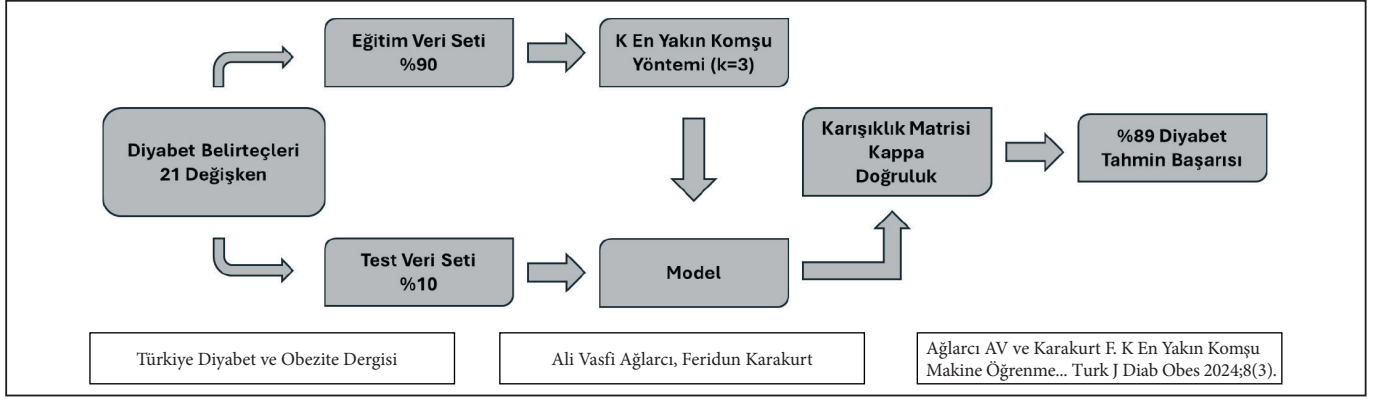 Eğitim Veri Seti
%90
K En Yakın Komşu
Yöntemi (k=3)
Diyabet Belirteçleri
21 Değişken
Karışıklık Matrisi
Kappa
Doğruluk
%89 Diyabet
Tahmin Başarısı
Test Veri Seti
%10
Model
Türkiye Diyabet ve Obezite Dergisi
Ali Vasfi Ağlarcı, Feridun Karakurt
Ağlarcı AV ve Karakurt F. K En Yakın Komşu
Makine Öğrenme... Turk J Diab Obes 2024;8(3).